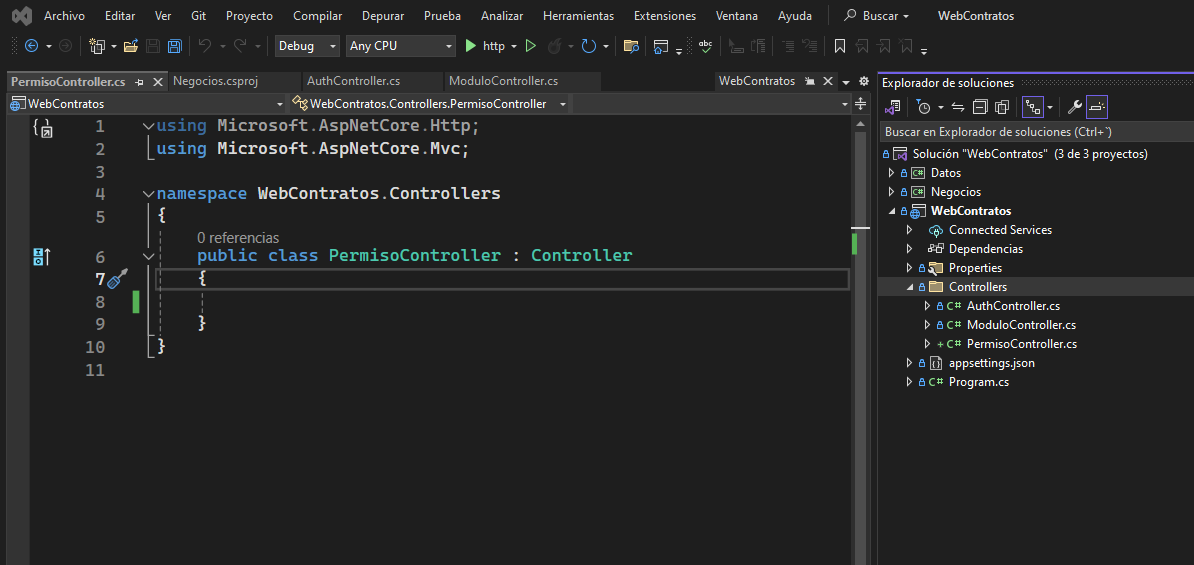 Archivo Editar Ver Git Proyecto Compilar Depurar Prueba Analizar Herramientas Extensiones Ventana Ayuda Buscar WebContratos
Debug Any CPU http abc
PermisoController.cs Negocios.csproj AuthController.cs ModuloController.cs WebContratos
WebContratos WebContratos.Controllers.PermisoController
1 using Microsoft.AspNetCore.Http;
2 using Microsoft.AspNetCore.Mvc;
3
4 namespace WebContratos.Controllers
5 {
0 referencias
6 public class PermisoController : Controller
7 {
8
9 }
10 }
11
Explorador de soluciones
Buscar en Explorador de soluciones (Ctrl+`)
Solución "WebContratos" (3 de 3 proyectos)
C# Datos
C# Negocios
WebContratos
Connected Services
Dependencias
Properties
Controllers
C# AuthController.cs
C# ModuloController.cs
+ C# PermisoController.cs
appsettings.json
C# Program.cs